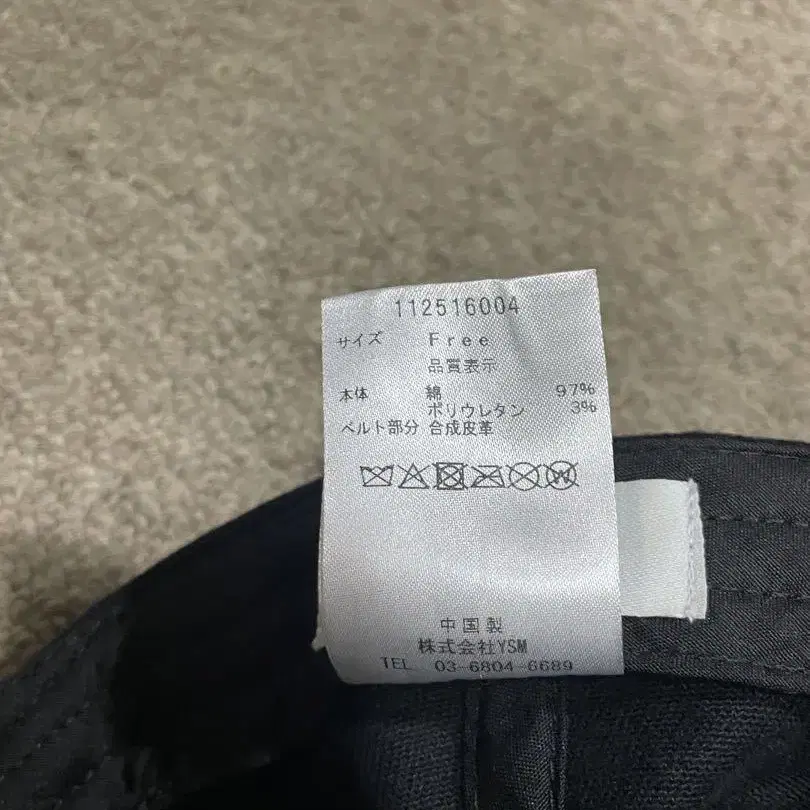 112516004
サイズ Free
品質表示
本体 綿 97%
ポリウレタン 3%
ベルト部分 合成皮革
W
中国製
株式会社YSM
TEL 03-6804-6689